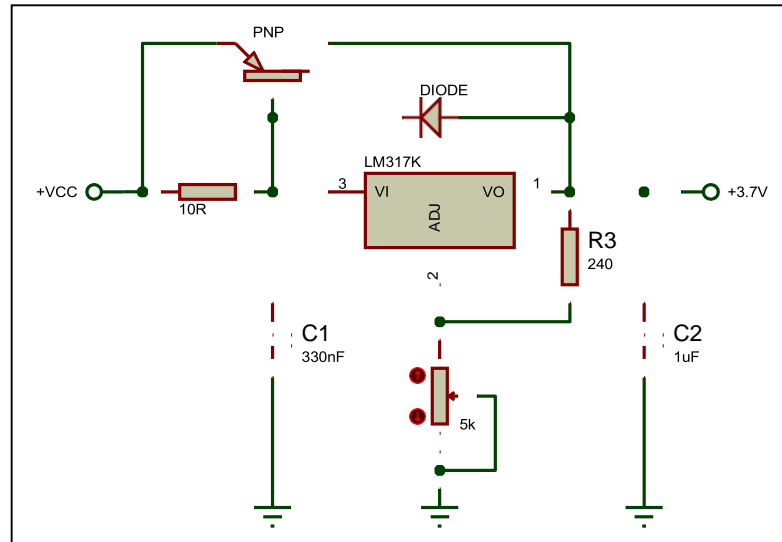 PNP
DIODE
LM317K
+VCC
10R
3
VI
VO
1
+3.7V
ADJ
2
R3
240
C1
330nF
C2
1uF
5k